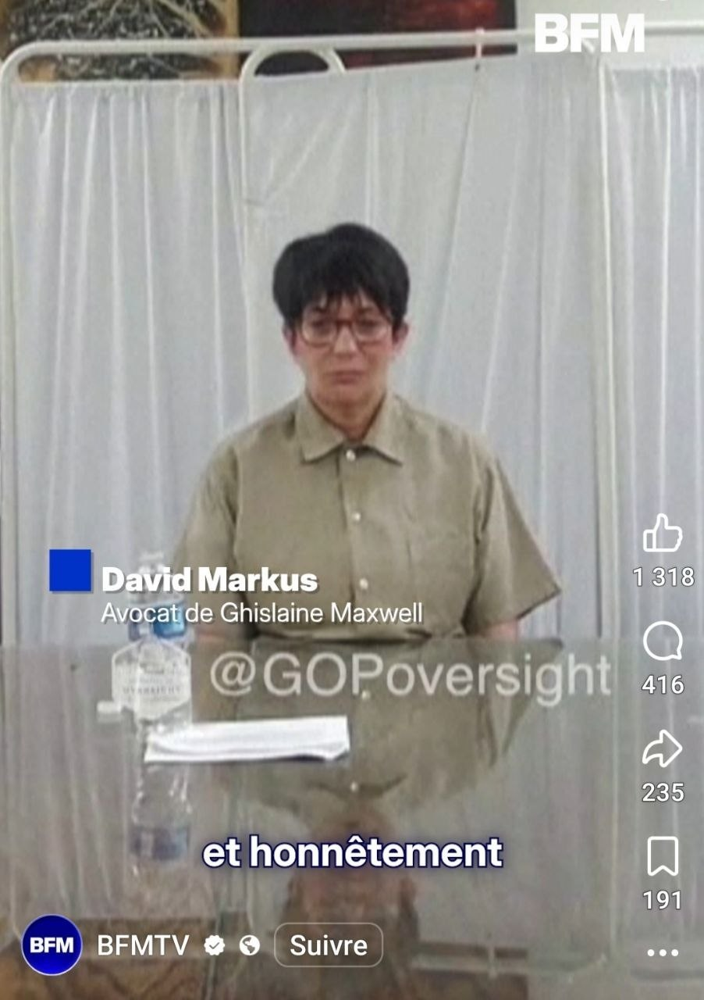 BFM
David Markus
Avocat de Ghislaine Maxwell
@GOPoversight
1 318
416
235
191
et honnêtement
BFM BFMTV Suivre